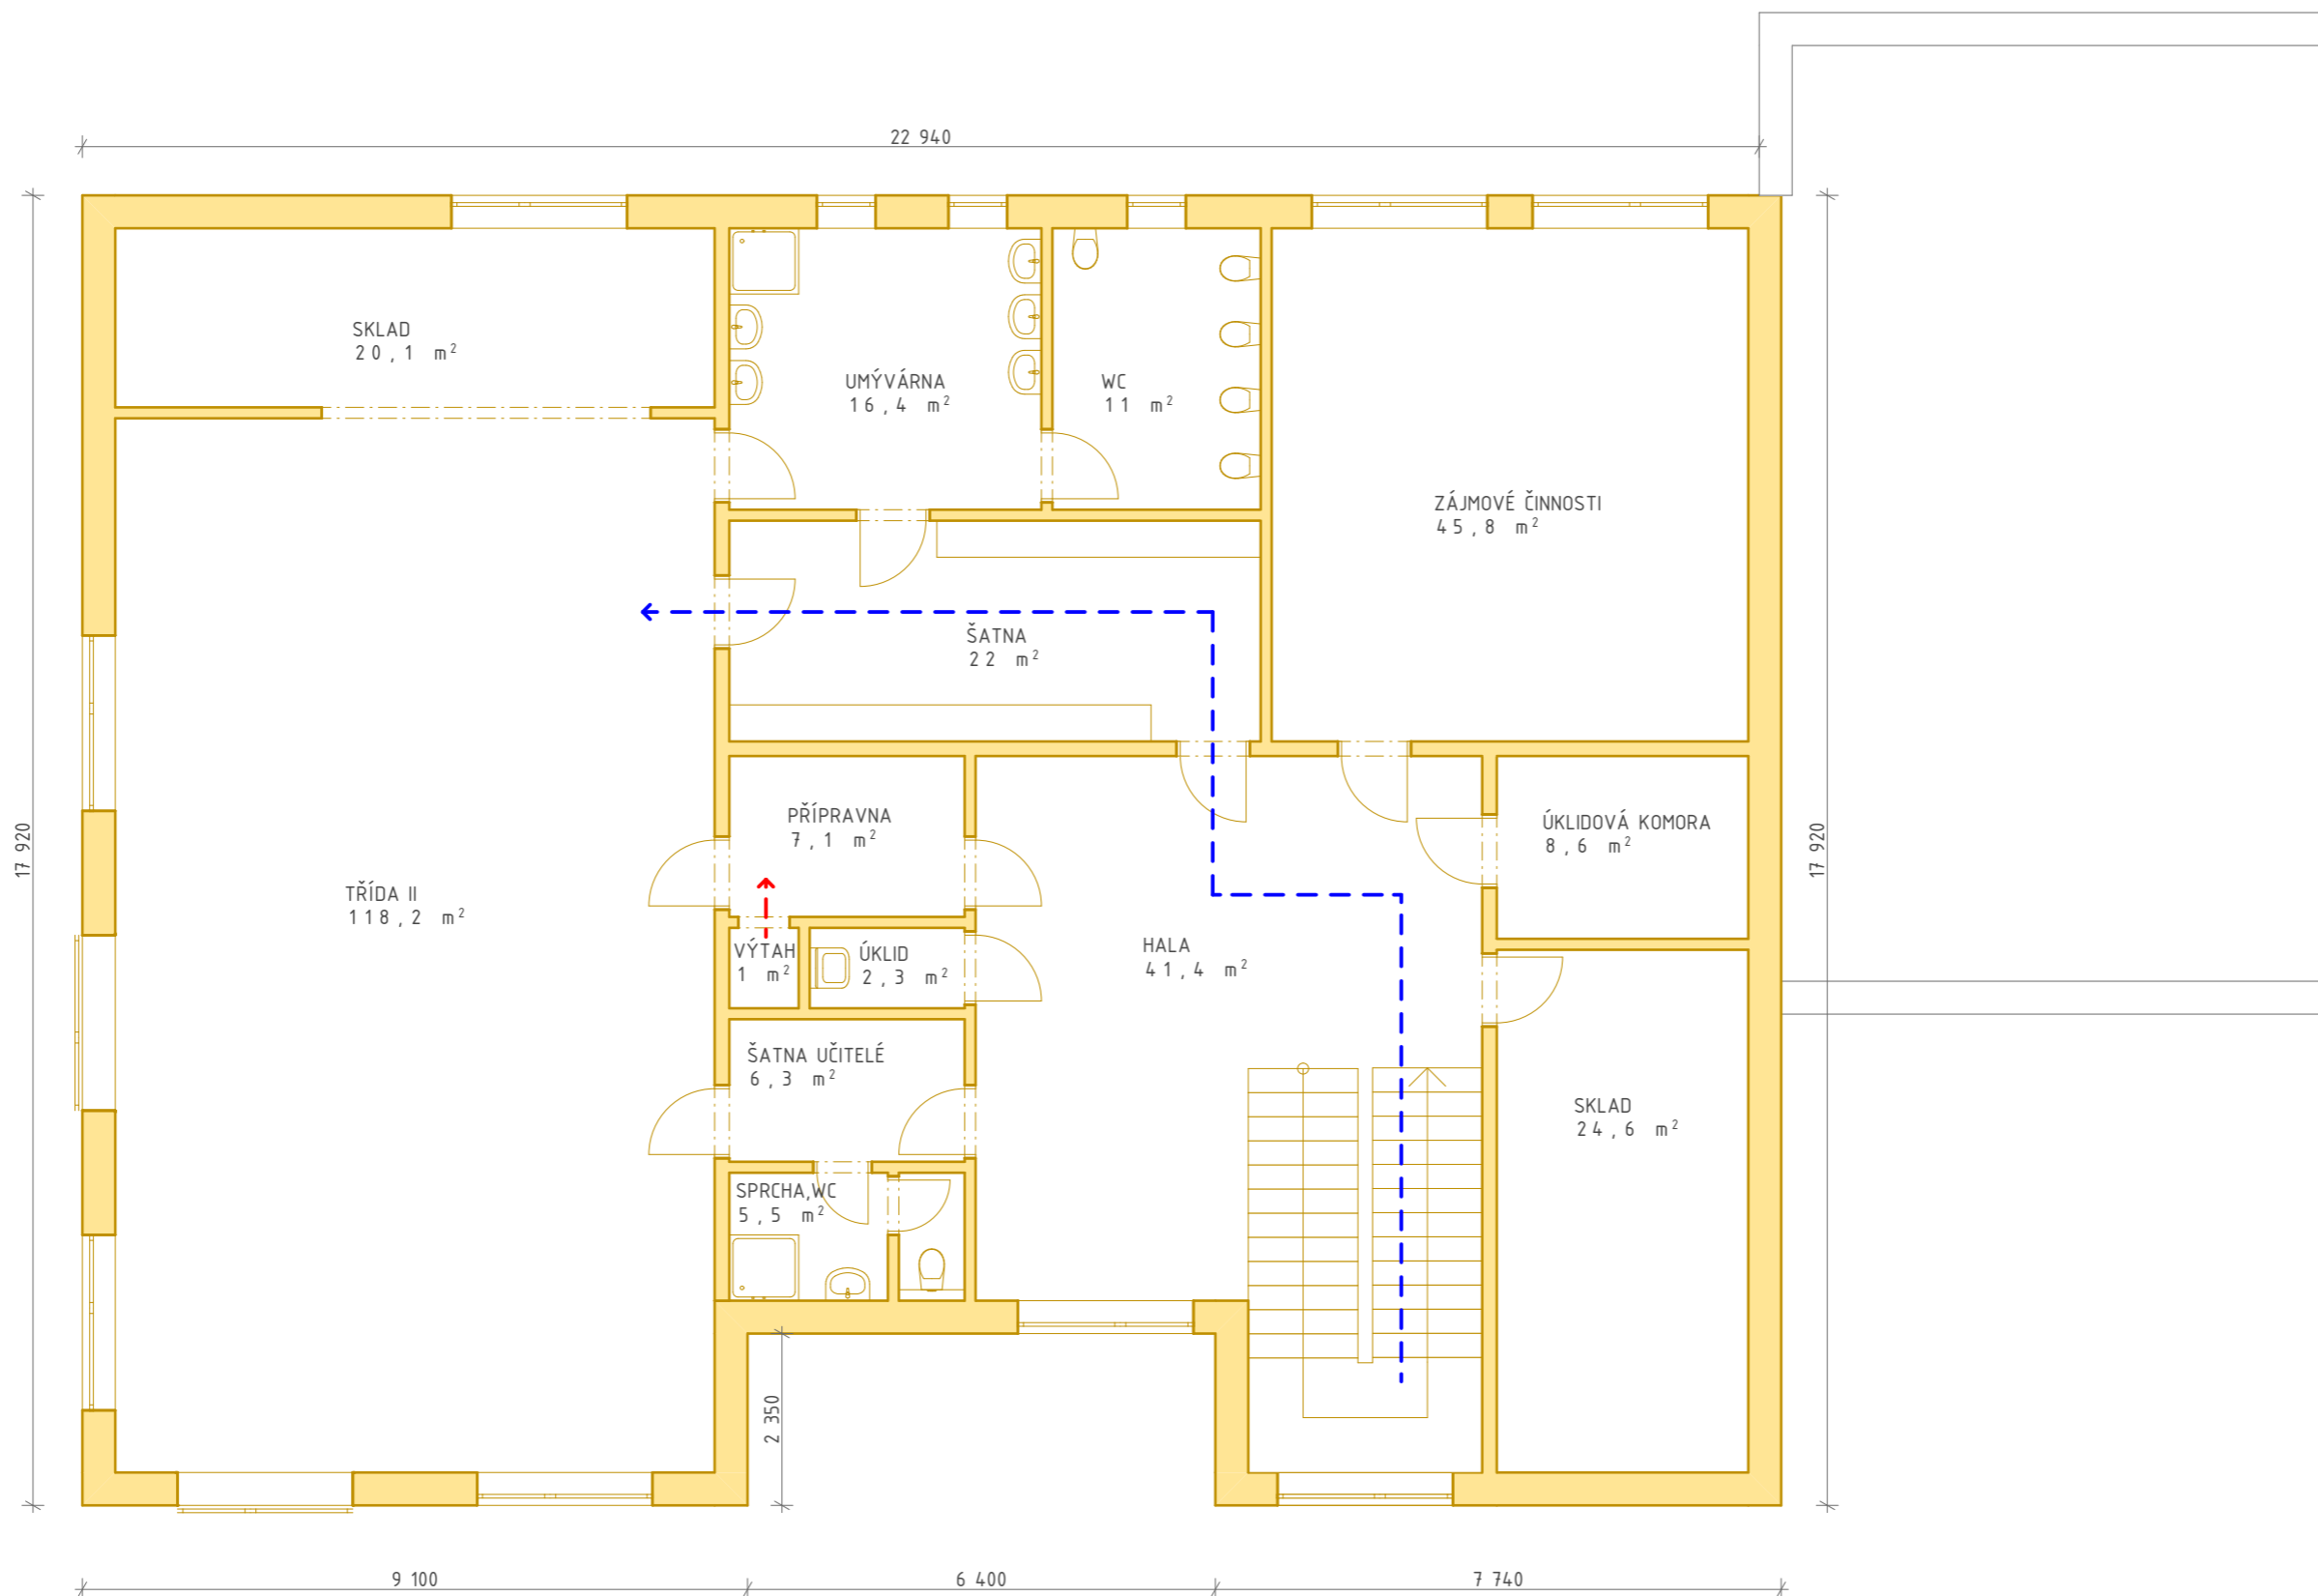 22 940
SKLAD
20,1 m²
UMÝVÁRNA
16,4 m²
WC
11 m²
ZÁJMOVÉ ČINNOSTI
45,8 m²
ŠATNA
22 m²
PŘÍPRAVNA
7,1 m²
ÚKLIDOVÁ KOMORA
8,6 m²
17 920
17 920
TŘÍDA II
118,2 m²
VÝTAH
1 m²
ÚKLID
2,3 m²
HALA
41,4 m²
ŠATNA UČITELÉ
6,3 m²
SKLAD
24,6 m²
SPRCHA,WC
5,5 m²
2 350
9 100
6 400
7 740